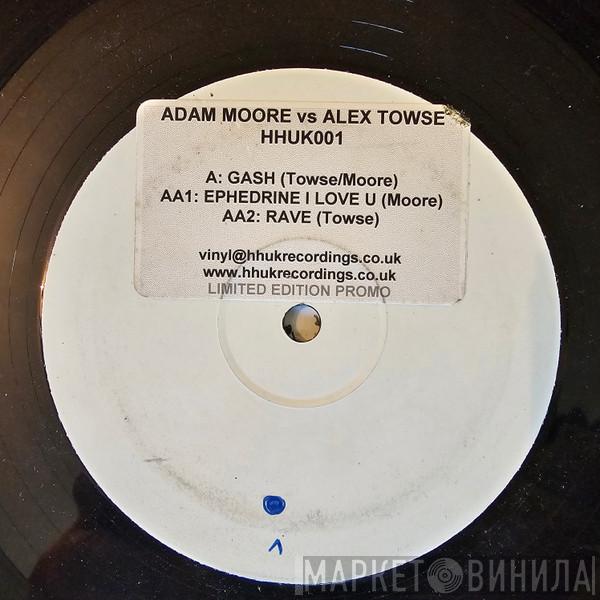 ADAM MOORE vs ALEX TOWSE
HHUK001
A: GASH (Towse/Moore)
AA1: EPHEDRINE I LOVE U (Moore)
AA2: RAVE (Towse)
vinyl@hhukrecordings.co.uk
www.hhukrecordings.co.uk
LIMITED EDITION PROMO
МАРКЕТ ВИНИЛА